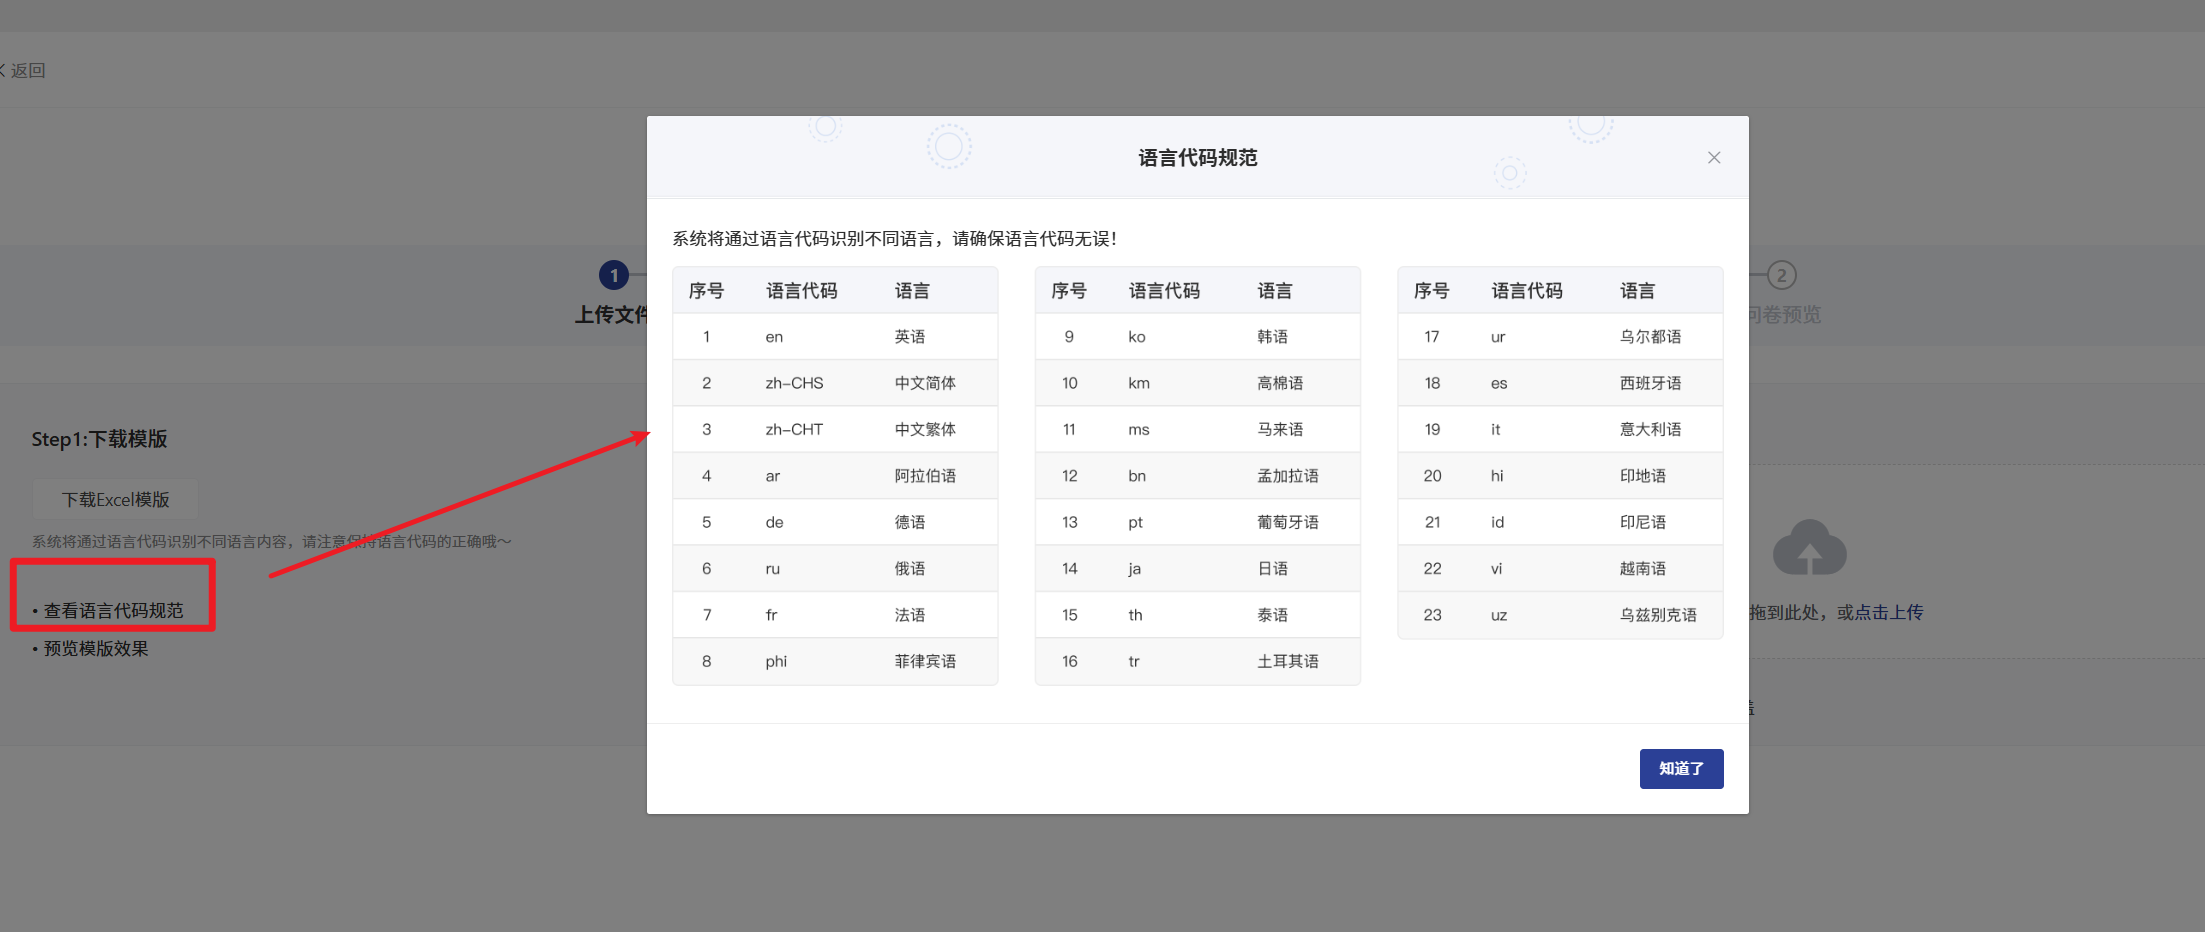 返回
语言代码规范
系统将通过语言代码识别不同语言，请确保语言代码无误！
1
上传文件
2
问卷预览
序号 语言代码 语言
1 en 英语
2 zh-CHS 中文简体
3 zh-CHT 中文繁体
4 ar 阿拉伯语
5 de 德语
6 ru 俄语
7 fr 法语
8 phi 菲律宾语
序号 语言代码 语言
9 ko 韩语
10 km 高棉语
11 ms 马来语
12 bn 孟加拉语
13 pt 葡萄牙语
14 ja 日语
15 th 泰语
16 tr 土耳其语
序号 语言代码 语言
17 ur 乌尔都语
18 es 西班牙语
19 it 意大利语
20 hi 印地语
21 id 印尼语
22 vi 越南语
23 uz 乌兹别克语
知道了
Step1:下载模版
下载Excel模版
系统将通过语言代码识别不同语言内容，请注意保持语言代码的正确哦～
• 查看语言代码规范
• 预览模版效果
拖到此处，或点击上传